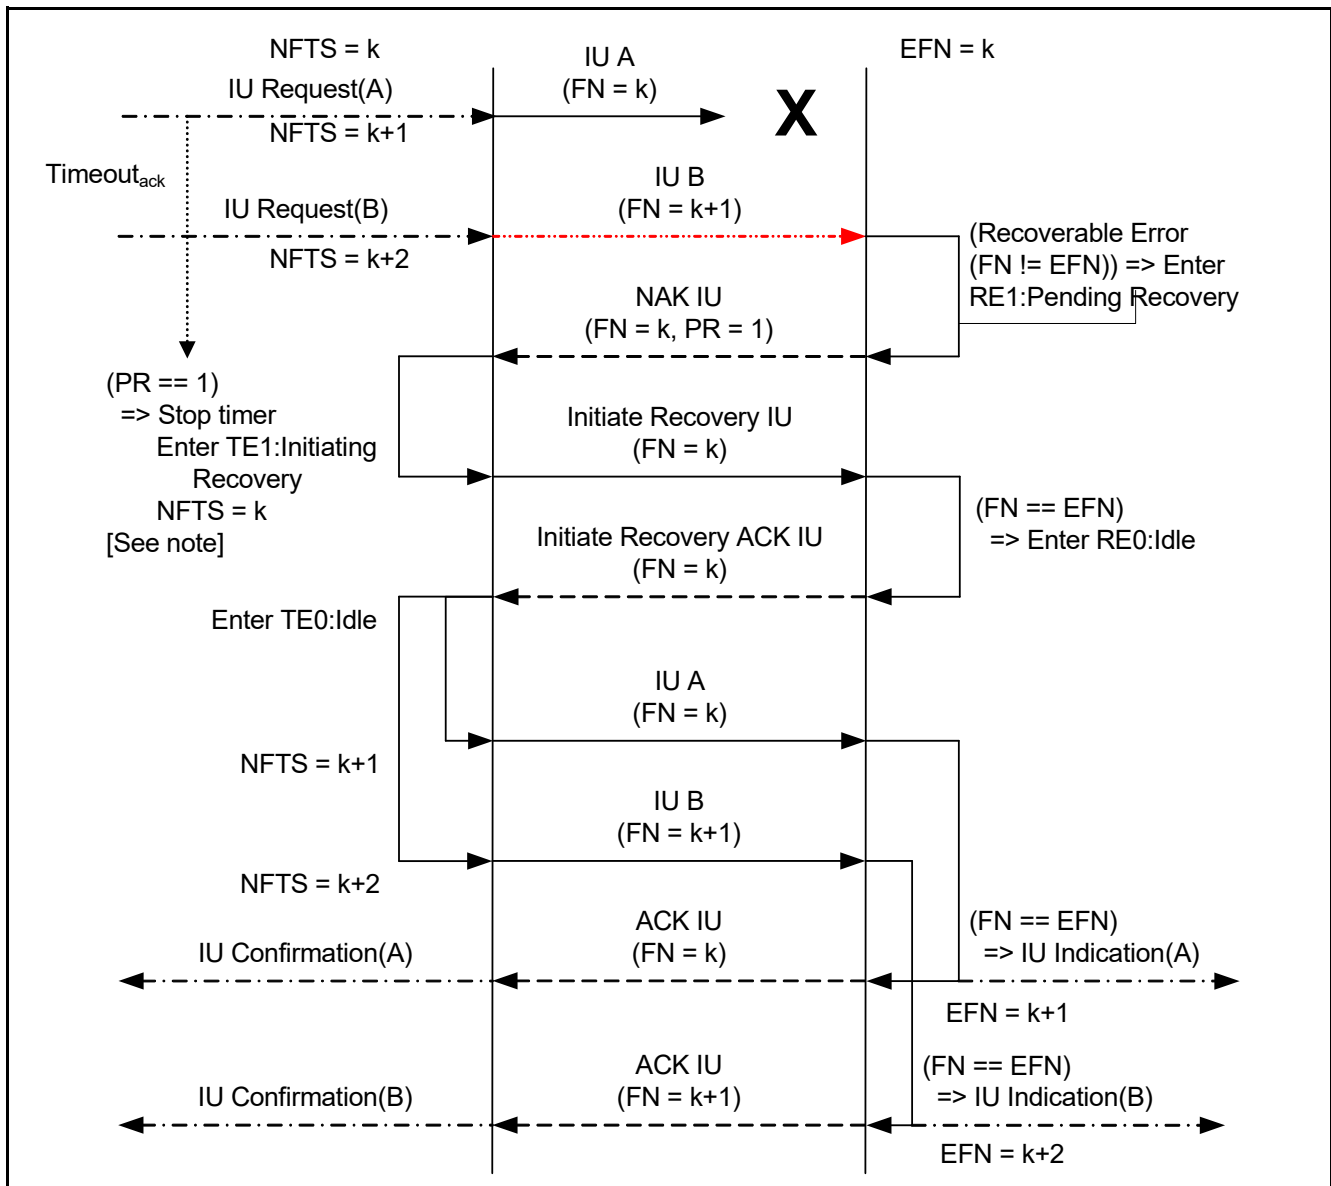 NFTS = k
IU A
(FN = k)
EFN = k
IU Request(A)
NFTS = k+1
X
Timeoutack
IU B
(FN = k+1)
IU Request(B)
NFTS = k+2
(Recoverable Error
(FN != EFN)) => Enter
RE1:Pending Recovery
NAK IU
(FN = k, PR = 1)
(PR == 1)
=> Stop timer
Enter TE1:Initiating
Recovery
NFTS = k
[See note]
Initiate Recovery IU
(FN = k)
(FN == EFN)
=> Enter RE0:Idle
Initiate Recovery ACK IU
(FN = k)
Enter TE0:Idle
IU A
(FN = k)
NFTS = k+1
IU B
(FN = k+1)
NFTS = k+2
ACK IU
(FN = k)
(FN == EFN)
=> IU Indication(A)
IU Confirmation(A)
EFN = k+1
ACK IU
(FN = k+1)
(FN == EFN)
=> IU Indication(B)
IU Confirmation(B)
EFN = k+2